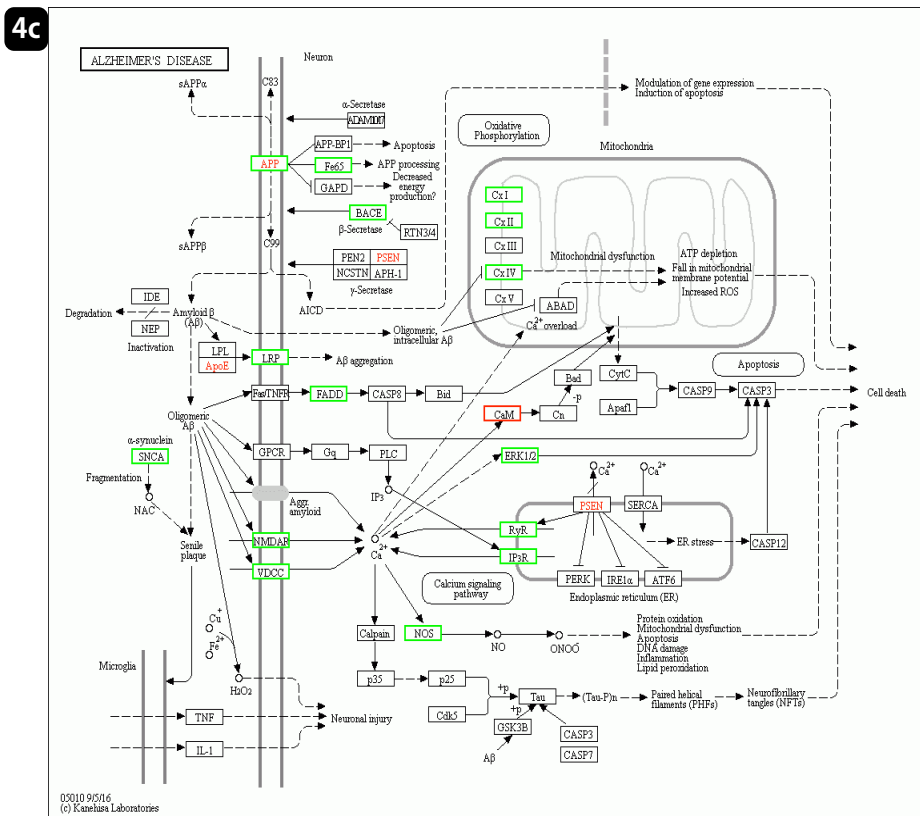 4c
ALZHEIMER'S DISEASE
Neuron
sAPPα
C83
Modulation of gene expression
Induction of apoptosis
α-Secretase
ADAM10/17
Oxidative
Phosphorylation
Mitochondria
APP
APP-BP1
Apoptosis
Fe65
APP processing
GAPD
Decreased
energy
production?
BACE
β-Secretase
RTN3/4
sAPPβ
C99
PEN2
PSEN
NCSTN
APH-1
γ-Secretase
Cx I
Cx II
Cx III
Cx IV
Cx V
Mitochondrial dysfunction
ATP depletion
Fall in mitochondrial
membrane potential
Increased ROS
ABAD
IDE
Degradation
NEP
Inactivation
Amyloid β
(Aβ)
AICD
Oligomeric,
intracellular Aβ
Ca2+ overload
LPL
ApoE
LRP
Aβ aggregation
Fas/TNFR
FADD
CASP8
Bid
Bad
-p
CytC
Apoptosis
CASP9
CASP3
Cell death
CaM
Cn
Apaf1
Oligomeric
Aβ
α-synuclein
SNCA
Fragmentation
NAC
GPCR
Gq
PLC
ERK1/2
IP3
Aggr.
amyloid
Ca2+
Ca2+
PSEN
SERCA
RyR
IP3R
ER stress
CASP12
PERK
IRE1α
ATF6
Endoplasmic reticulum (ER)
Senile
plaque
NMDAR
VDCC
Ca2+
Calcium signaling
pathway
Cu+
Fe2+
Calpain
NOS
NO
ONOO-
Protein oxidation
Mitochondrial dysfunction
Apoptosis
DNA damage
Inflammation
Lipid peroxidation
Microglia
H2O2
p35
p25
Cdk5
+p
Tau
+p
GSK3B
Aβ
(Tau-P)n
Paired helical
filaments (PHFs)
Neurofibrillary
tangles (NFTs)
CASP3
CASP7
TNF
IL-1
Neuronal injury
05010 9/5/16
(c) Kanehisa Laboratories